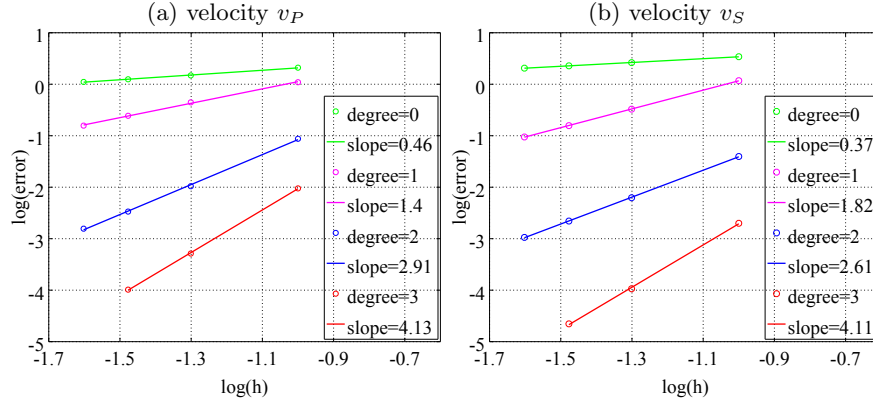 (a) velocity v_P
1
0
-1
-2
-3
-4
-5
log(error)
-1.7
-1.5
-1.3
-1.1
-0.9
-0.7
log(h)
degree=0
slope=0.46
degree=1
slope=1.4
degree=2
slope=2.91
degree=3
slope=4.13
(b) velocity v_S
1
0
-1
-2
-3
-4
-5
log(error)
-1.7
-1.5
-1.3
-1.1
-0.9
-0.7
log(h)
degree=0
slope=0.37
degree=1
slope=1.82
degree=2
slope=2.61
degree=3
slope=4.11